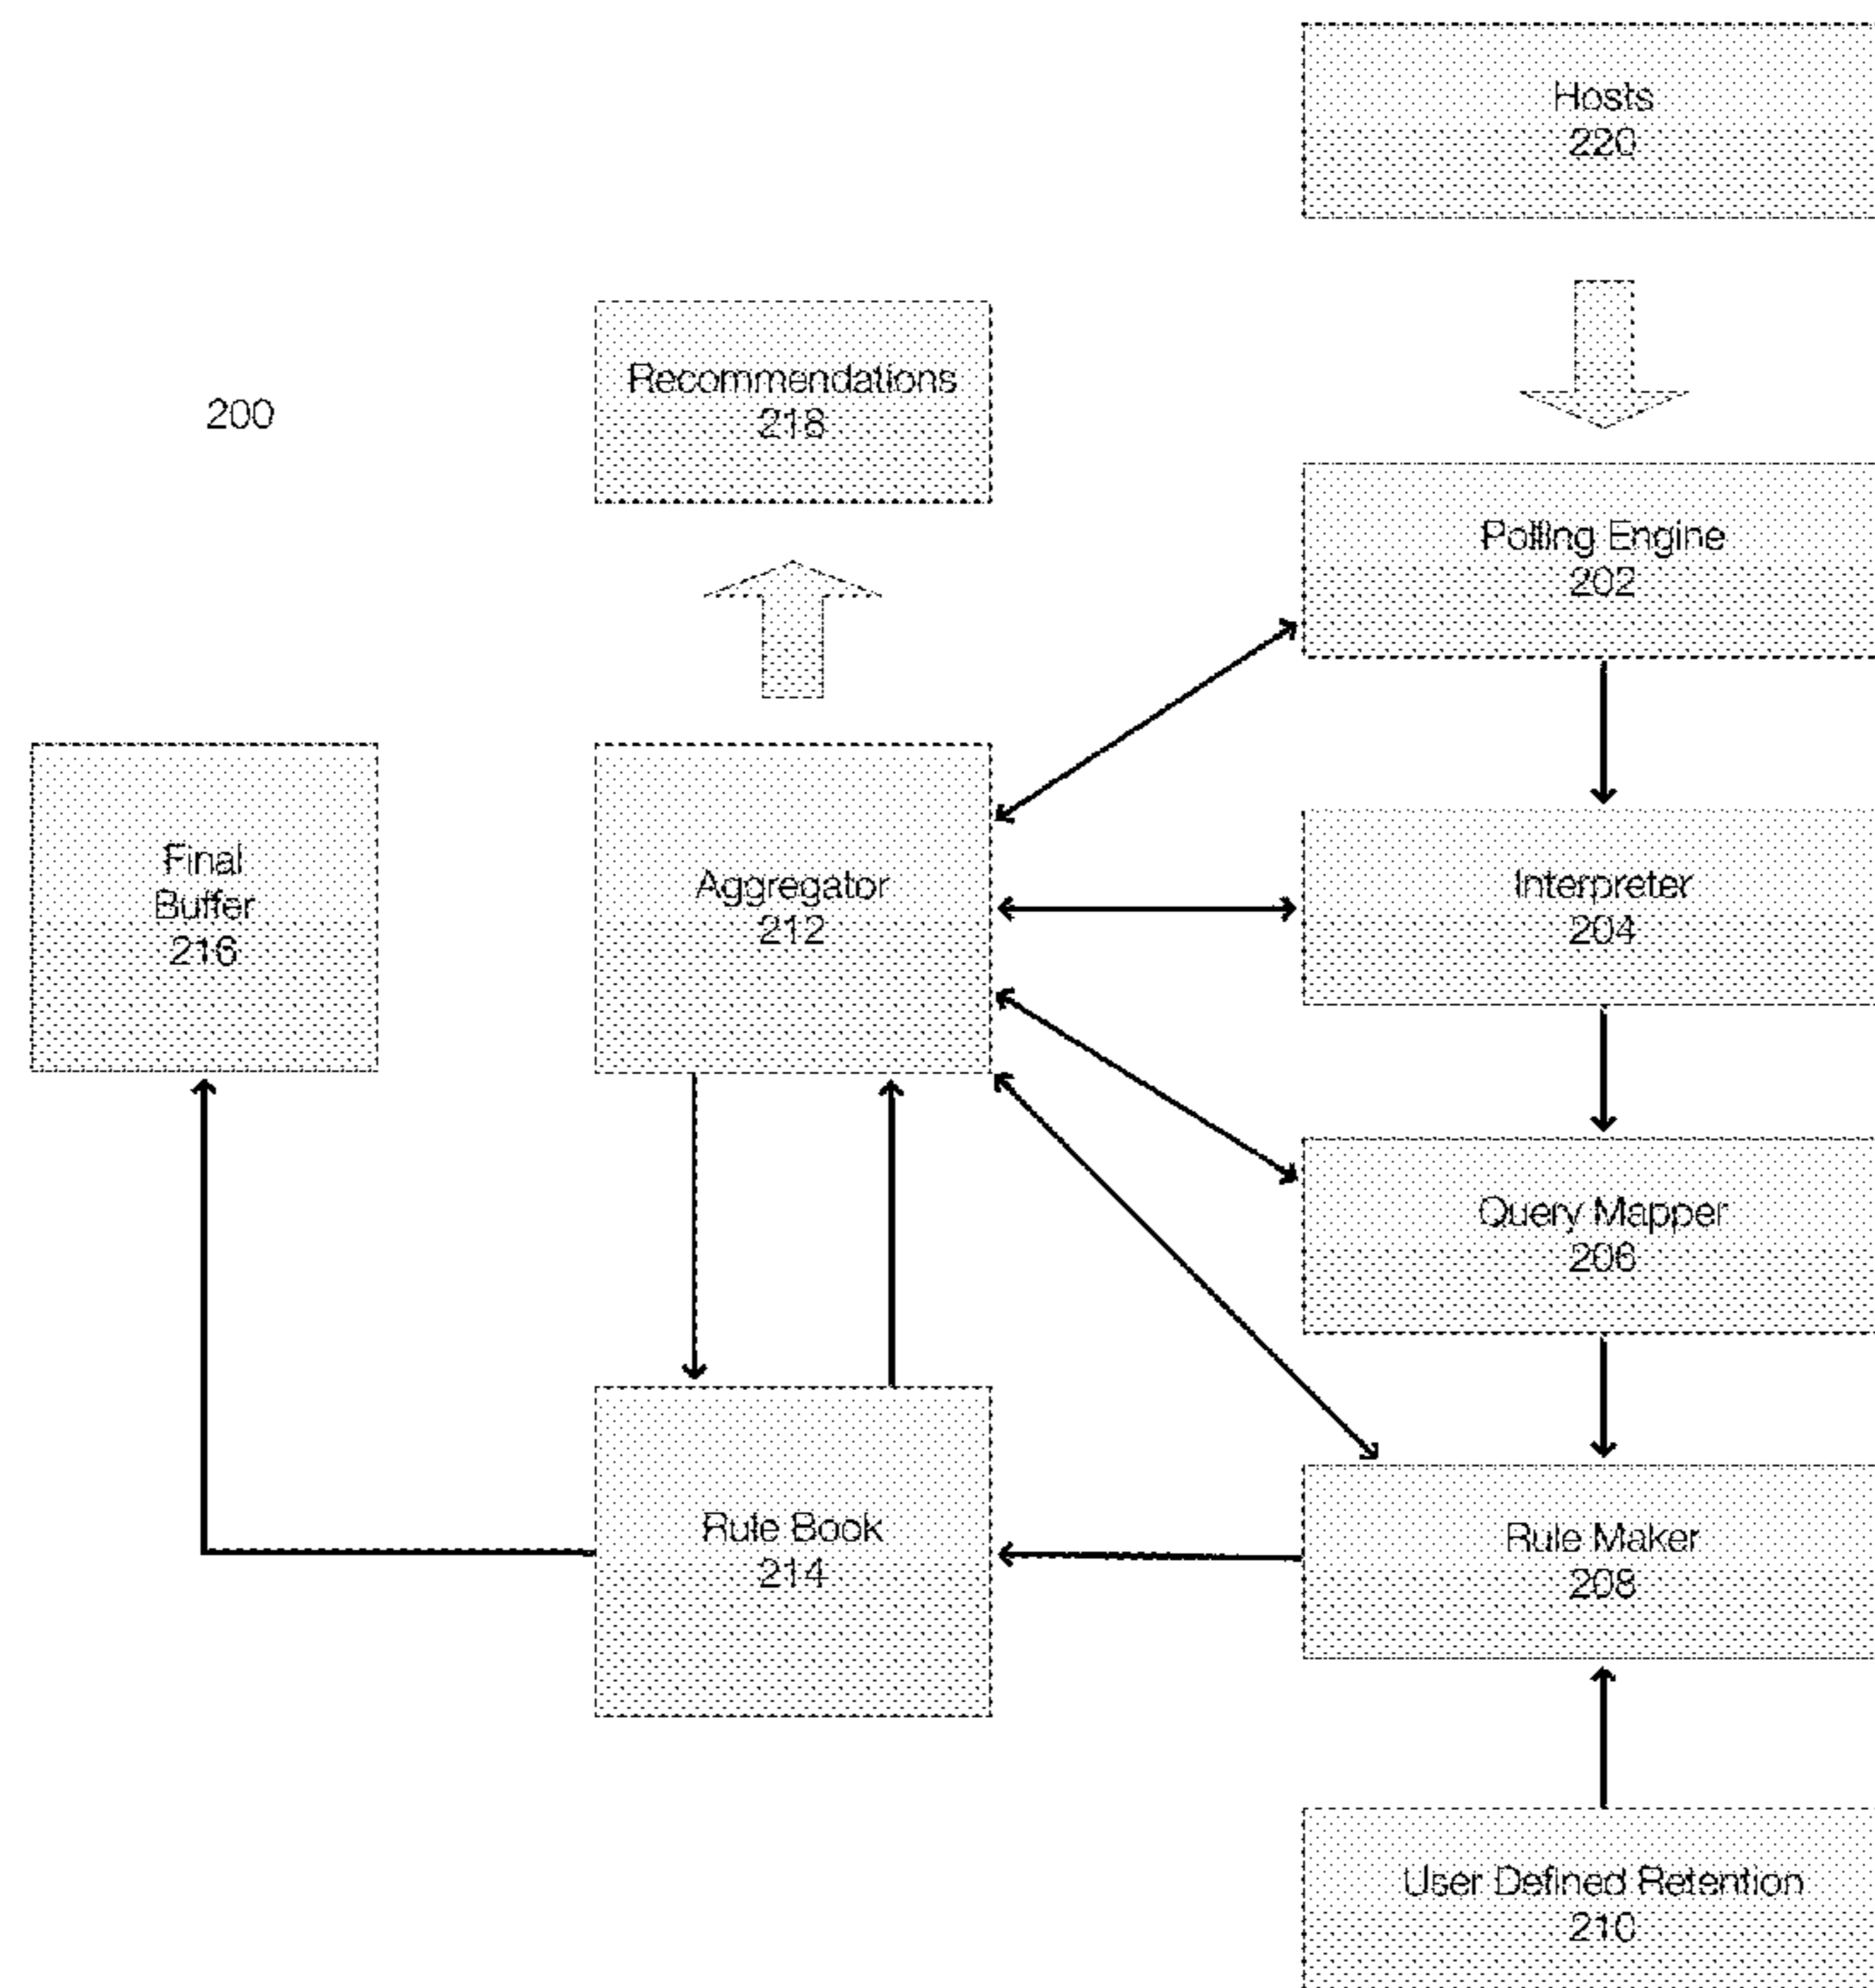 Hosts
220
200
Recommendations
218
Polling Engine
202
Final
Buffer
216
Aggregator
212
Interpreter
204
Query Mapper
206
Rule Book
214
Rule Maker
208
User Defined Retention
210